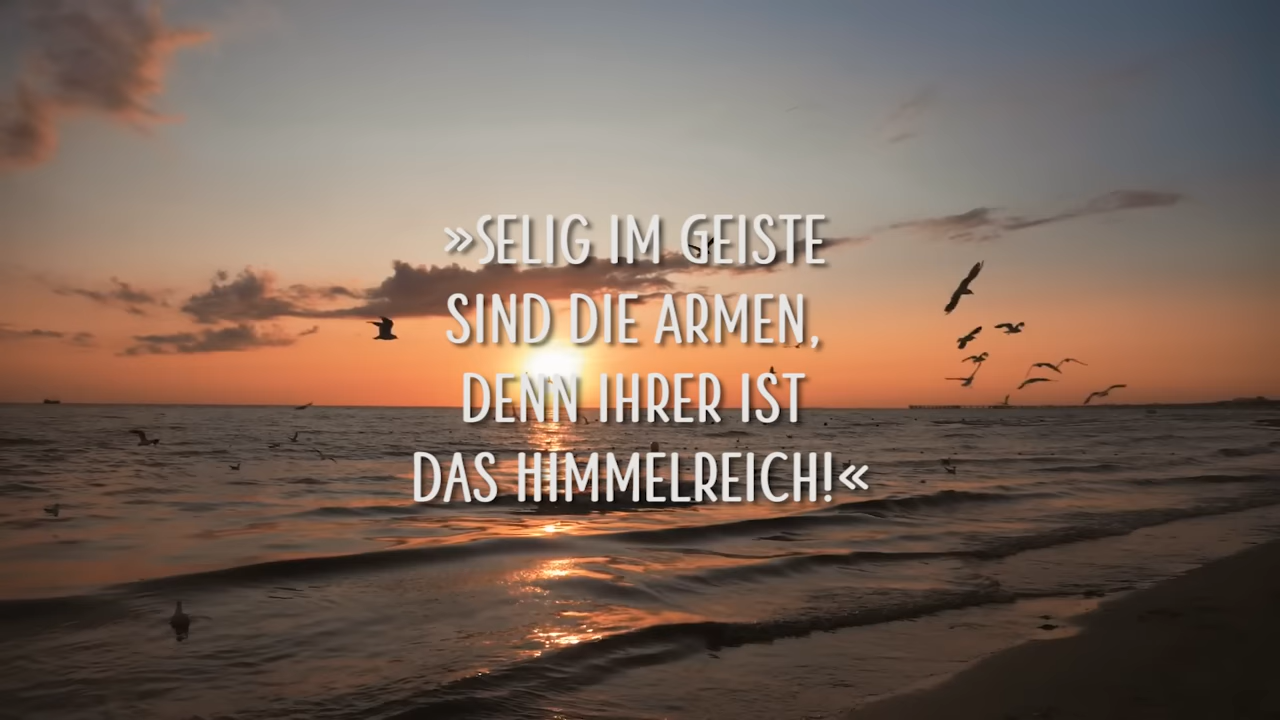 »SELIG IM GEISTE
SIND DIE ARMEN,
DENN IHRER IST
DAS HIMMELREICH!«